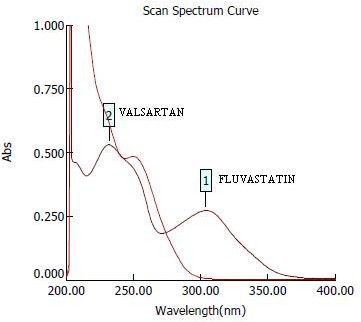 Scan Spectrum Curve
1.000
0.750
0.500
0.250
0.000
Abs
2 VALSARTAN
1 FLUVASTATIN
200.00 250.00 300.00 350.00 400.00
Wavelength(nm)